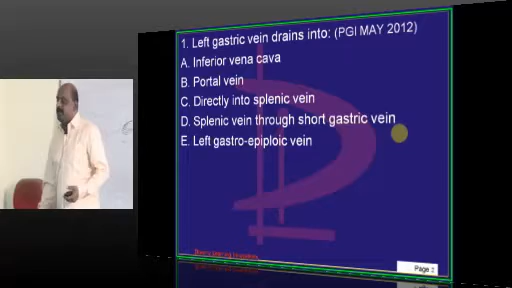 1. Left gastric vein drains into: (PGI MAY 2012)
A. Inferior vena cava
B. Portal vein
C. Directly into splenic vein
D. Splenic vein through short gastric vein
E. Left gastro-epiploic vein
Page 2